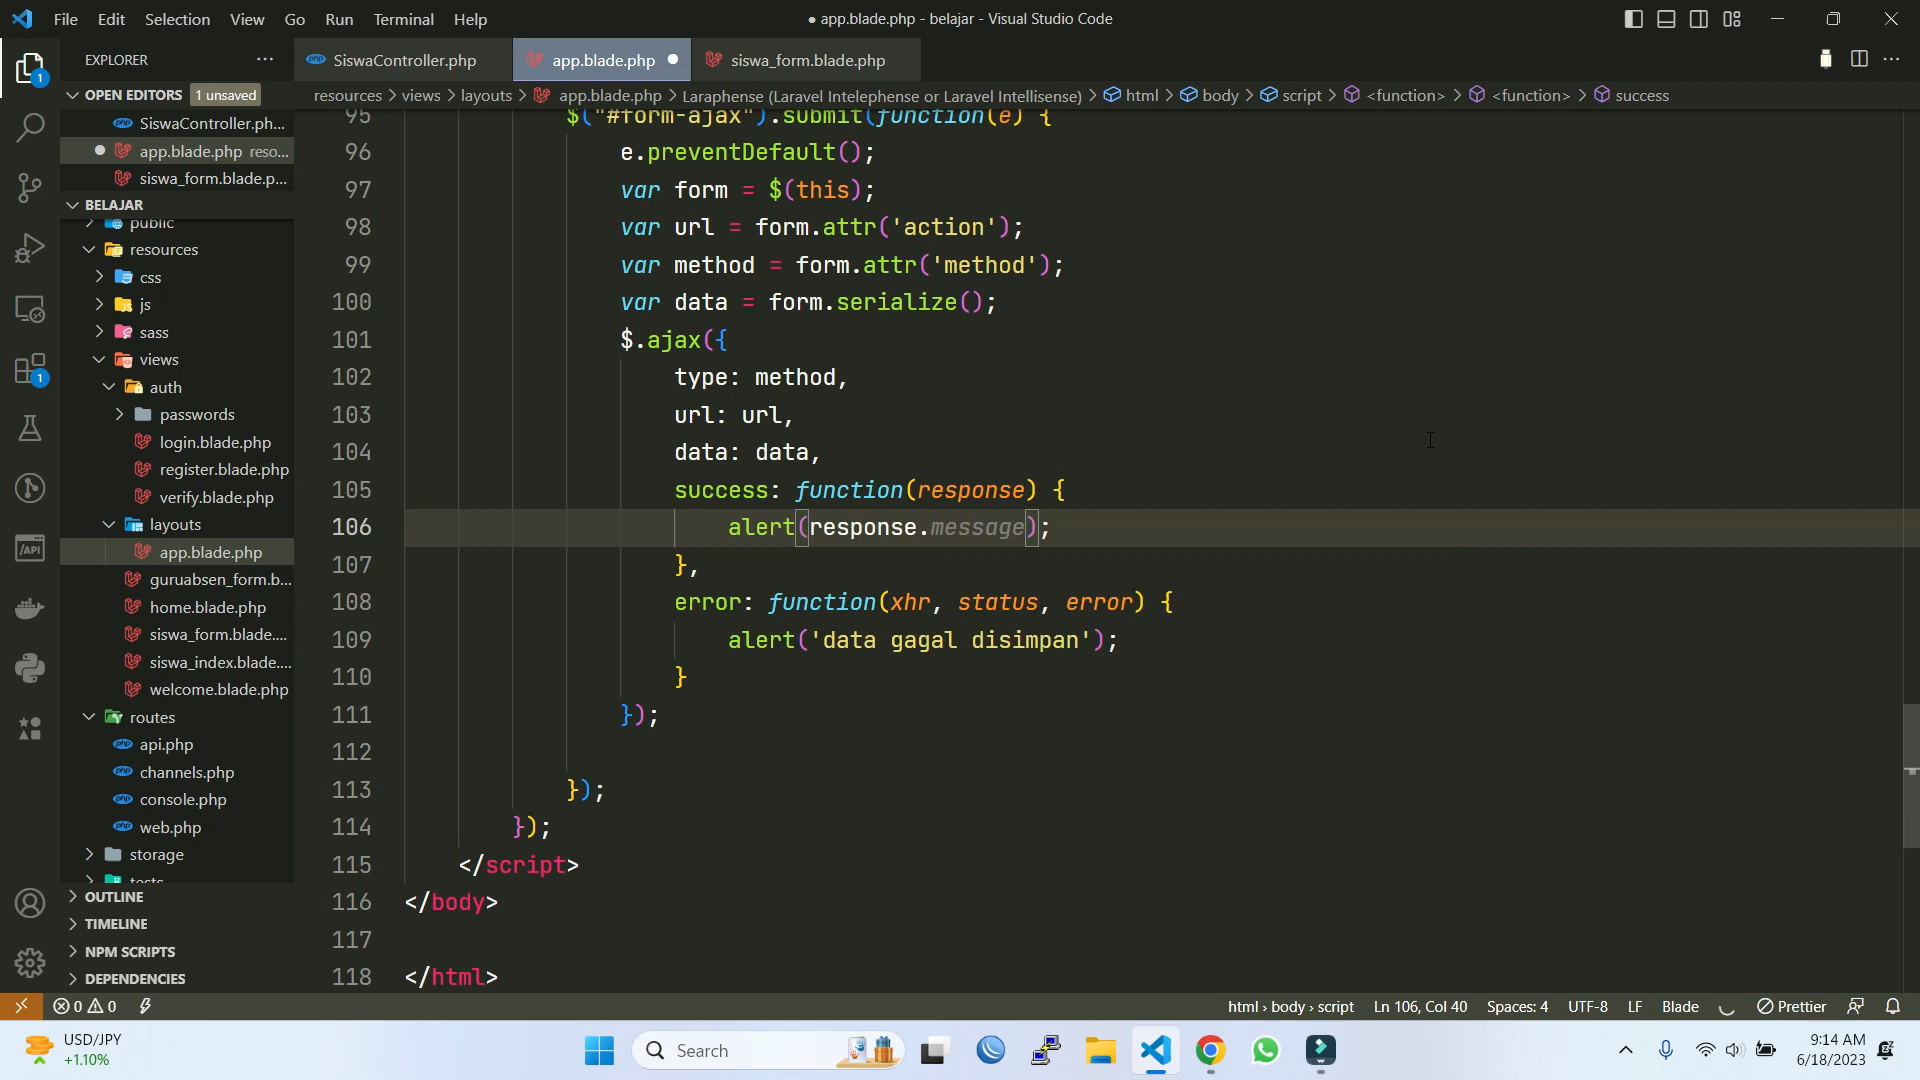 File Edit Selection View Go Run Terminal Help
● app.blade.php - belajar - Visual Studio Code
EXPLORER
SiswaController.php
app.blade.php
siswa_form.blade.php
OPEN EDITORS 1 unsaved
resources > views > layouts > app.blade.php > Laraphense (Laravel Intelephense or Laravel Intellisense) > html > body > script > <function> > <function> > success
SiswaController.ph...
app.blade.php reso...
siswa_form.blade.p...
BELAJAR
public
resources
css
js
sass
views
auth
passwords
login.blade.php
register.blade.php
verify.blade.php
layouts
app.blade.php
guruabsen_form.b...
home.blade.php
siswa_form.blade....
siswa_index.blade....
welcome.blade.php
routes
api.php
channels.php
console.php
web.php
storage
tests
OUTLINE
TIMELINE
NPM SCRIPTS
DEPENDENCIES
95 $("#form-ajax").submit(function(e) {
96 e.preventDefault();
97 var form = $(this);
98 var url = form.attr('action');
99 var method = form.attr('method');
100 var data = form.serialize();
101 $.ajax({
102 type: method,
103 url: url,
104 data: data,
105 success: function(response) {
106 alert(response.message);
107 },
108 error: function(xhr, status, error) {
109 alert('data gagal disimpan');
110 }
111 });
112
113 });
114 });
115 </script>
116 </body>
117
118 </html>
1
1
/API
0 0
html › body › script Ln 106, Col 40 Spaces: 4 UTF-8 LF Blade Prettier
USD/JPY
+1.10%
Search
9:14 AM
6/18/2023